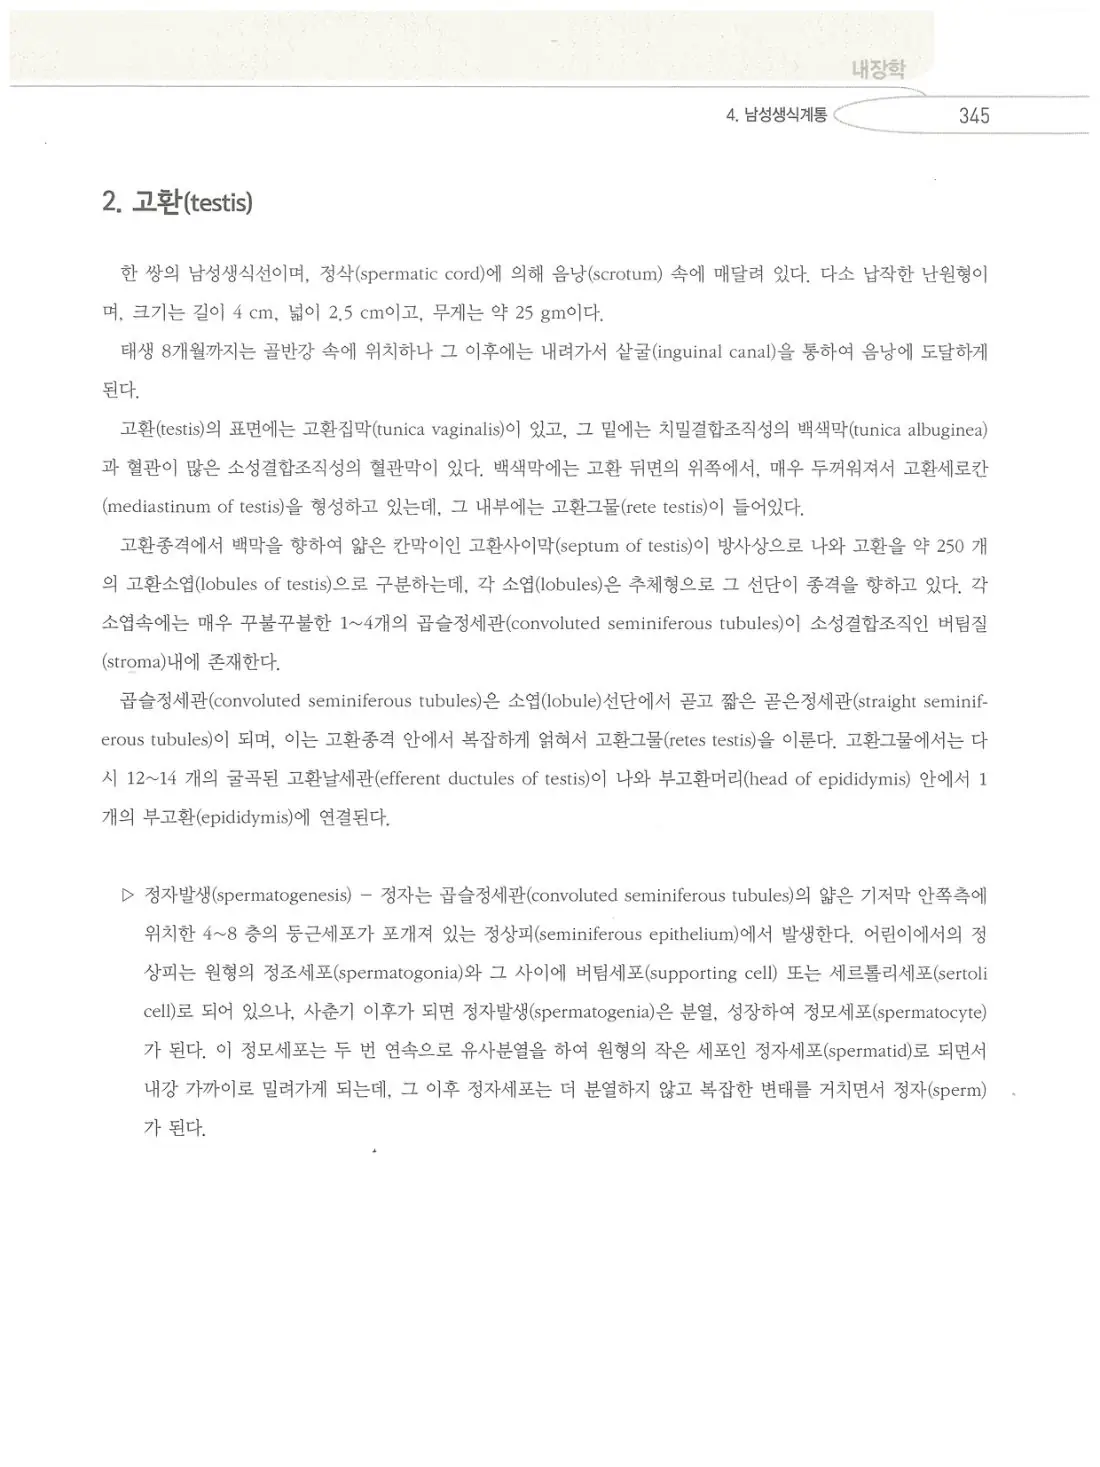 내장학
4. 남성생식계통
345
2. 고환(testis)
한 쌍의 남성생식선이며, 정삭(spermatic cord)에 의해 음낭(scrotum) 속에 매달려 있다. 다소 납작한 난원형이
며, 크기는 길이 4 cm, 넓이 2.5 cm이고, 무게는 약 25 gm이다.
태생 8개월까지는 골반강 속에 위치하나 그 이후에는 내려가서 샅굴(inguinal canal)을 통하여 음낭에 도달하게
된다.
고환(testis)의 표면에는 고환집막(tunica vaginalis)이 있고, 그 밑에는 치밀결합조직성의 백색막(tunica albuginea)
과 혈관이 많은 소성결합조직성의 혈관막이 있다. 백색막에는 고환 뒤면의 위쪽에서, 매우 두꺼워져서 고환세로칸
(mediastinum of testis)을 형성하고 있는데, 그 내부에는 고환그물(rete testis)이 들어있다.
고환종격에서 백막을 향하여 얇은 칸막이인 고환사이막(septum of testis)이 방사상으로 나와 고환을 약 250 개
의 고환소엽(lobules of testis)으로 구분하는데, 각 소엽(lobules)은 추체형으로 그 선단이 종격을 향하고 있다. 각
소엽속에는 매우 꾸불꾸불한 1~4개의 곱슬정세관(convoluted seminiferous tubules)이 소성결합조직인 버팀질
(stroma)내에 존재한다.
곱슬정세관(convoluted seminiferous tubules)은 소엽(lobule)선단에서 곧고 짧은 곧은정세관(straight seminif-
erous tubules)이 되며, 이는 고환종격 안에서 복잡하게 얽혀서 고환그물(retes testis)을 이룬다. 고환그물에서는 다
시 12~14 개의 굴곡된 고환날세관(efferent ductules of testis)이 나와 부고환머리(head of epididymis) 안에서 1
개의 부고환(epididymis)에 연결된다.
▷ 정자발생(spermatogenesis) – 정자는 곱슬정세관(convoluted seminiferous tubules)의 얇은 기저막 안쪽측에
위치한 4~8 층의 둥근세포가 포개져 있는 정상피(seminiferous epithelium)에서 발생한다. 어린이에서의 정
상피는 원형의 정조세포(spermatogonia)와 그 사이에 버팀세포(supporting cell) 또는 세르톨리세포(sertoli
cell)로 되어 있으나, 사춘기 이후가 되면 정자발생(spermatogenia)은 분열, 성장하여 정모세포(spermatocyte)
가 된다. 이 정모세포는 두 번 연속으로 유사분열을 하여 원형의 작은 세포인 정자세포(spermatid)로 되면서
내강 가까이로 밀려가게 되는데, 그 이후 정자세포는 더 분열하지 않고 복잡한 변태를 거치면서 정자(sperm)
가 된다.